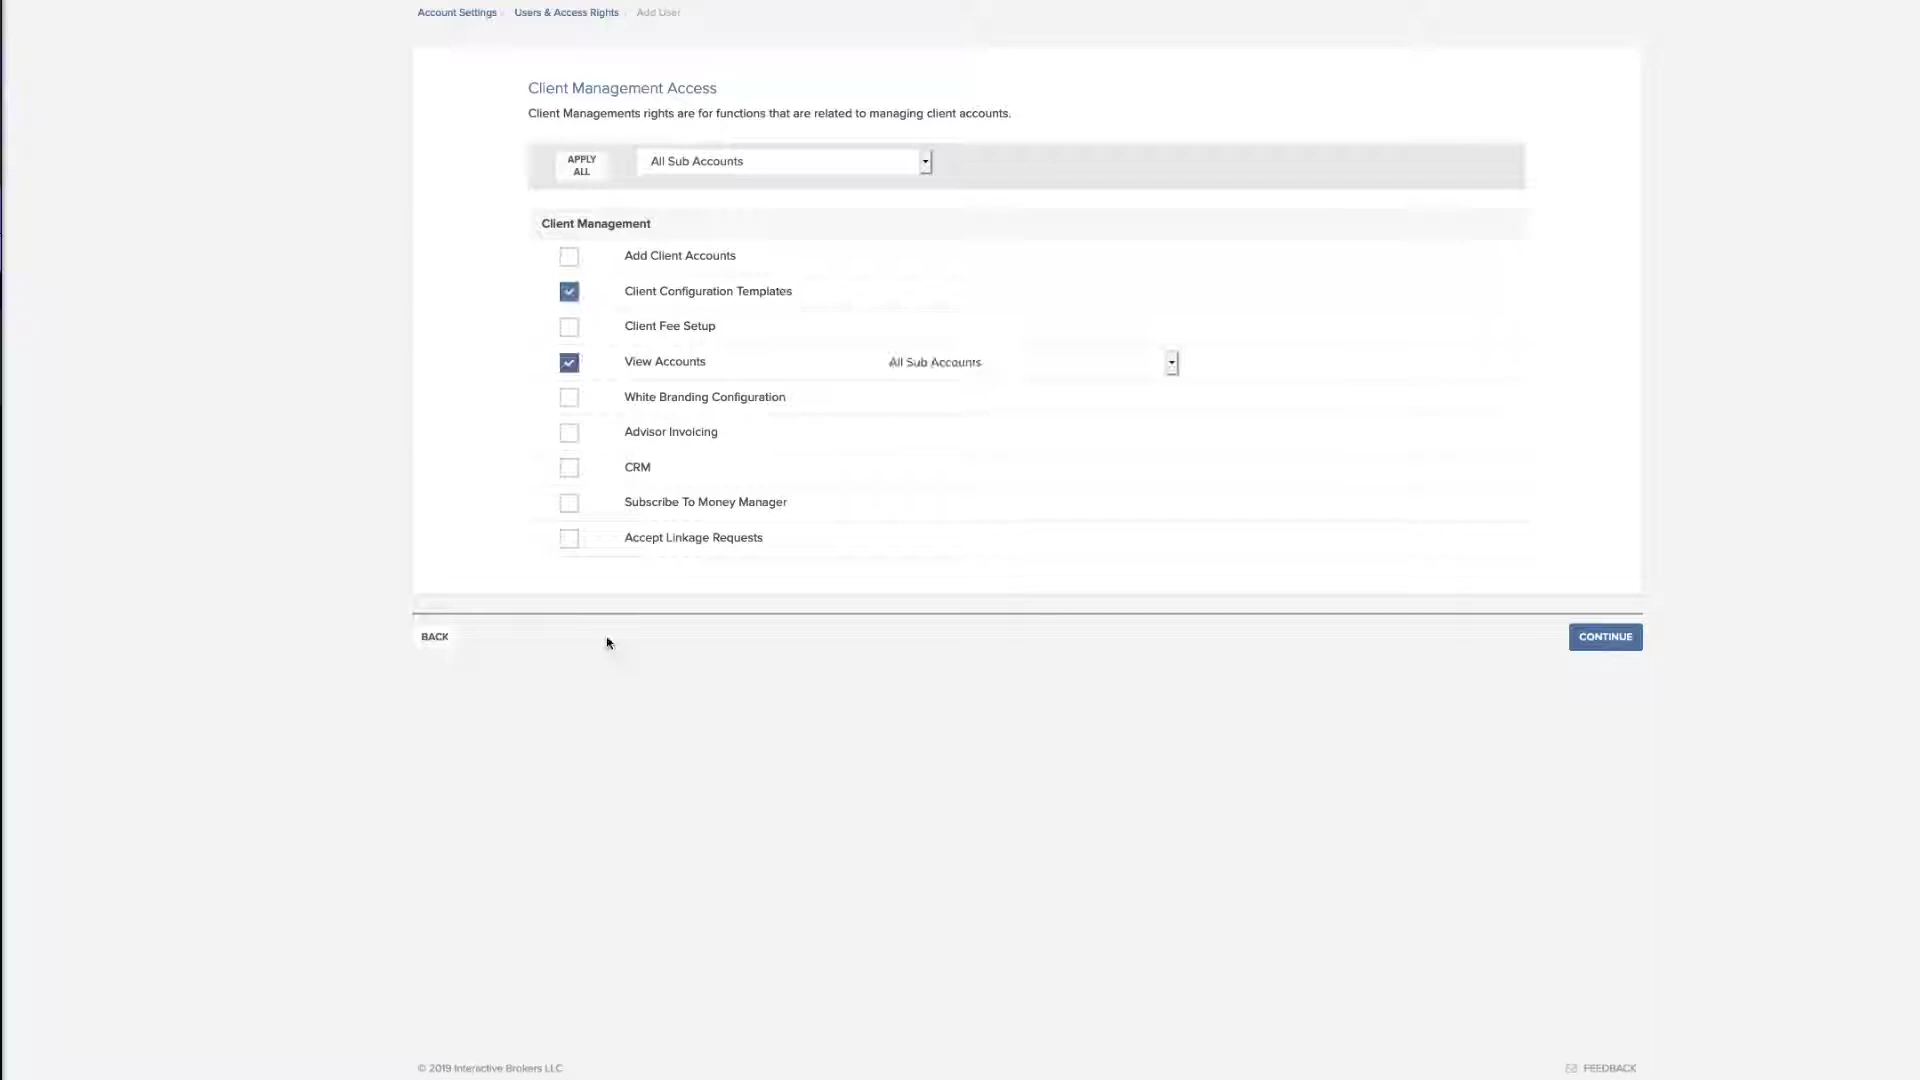 Account Settings Users & Access Rights Add User
Client Management Access
Client Managements rights are for functions that are related to managing client accounts.
APPLY
ALL
All Sub Accounts
Client Management
Add Client Accounts
Client Configuration Templates
Client Fee Setup
View Accounts All Sub Accounts
White Branding Configuration
Advisor Invoicing
CRM
Subscribe To Money Manager
Accept Linkage Requests
BACK CONTINUE
© 2019 Interactive Brokers LLC FEEDBACK